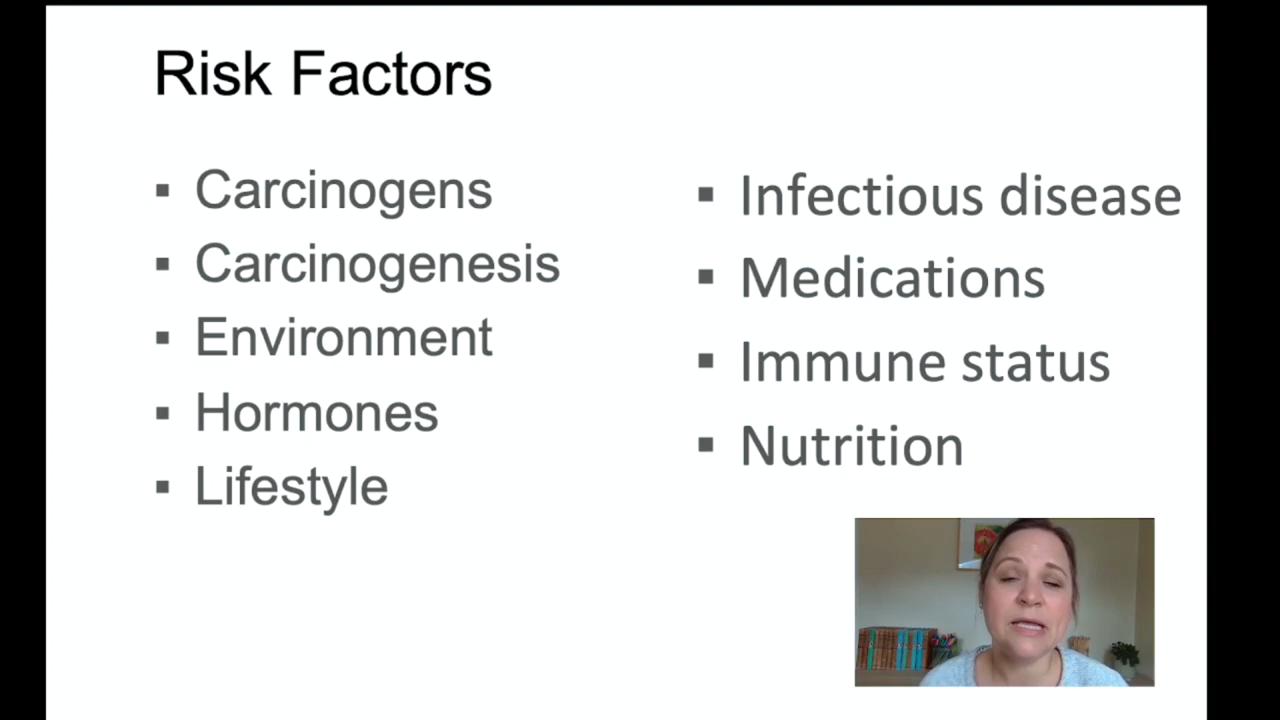 Risk Factors
Carcinogens
Carcinogenesis
Environment
Hormones
Lifestyle
Infectious disease
Medications
Immune status
Nutrition